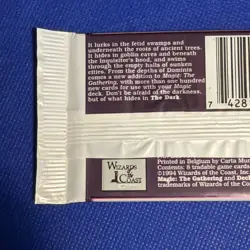 It lurks in the fetid swamps and
underneath the roots of ancient trees.
It hides in goblin caves and beneath
the Inquisitor's hood, and swims
through the empty halls of sunken
cities. From the depths of Dominia
comes a new addition to Magic: The
Gathering, with more than one hundred
new cards for use with your Magic
deck. Don't be afraid of the darkness,
but of what hides in The Dark.
7 428
WIZARDS
OF THE COAST
Printed in Belgium by Carta Mun
Contents: 8 tradable game cards
©1994 Wizards of the Coast, Inc.
Magic: The Gathering and Deck
trademarks of Wizards of the Co